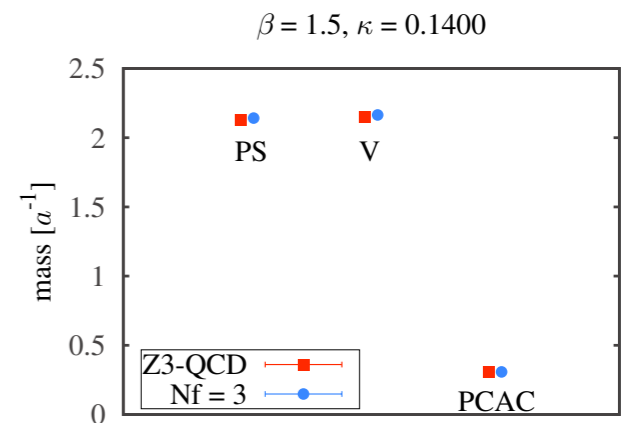 β = 1.5, κ = 0.1400
2.5
2
1.5
1
0.5
0
mass [a⁻¹]
PS
V
PCAC
Z3-QCD
Nf = 3